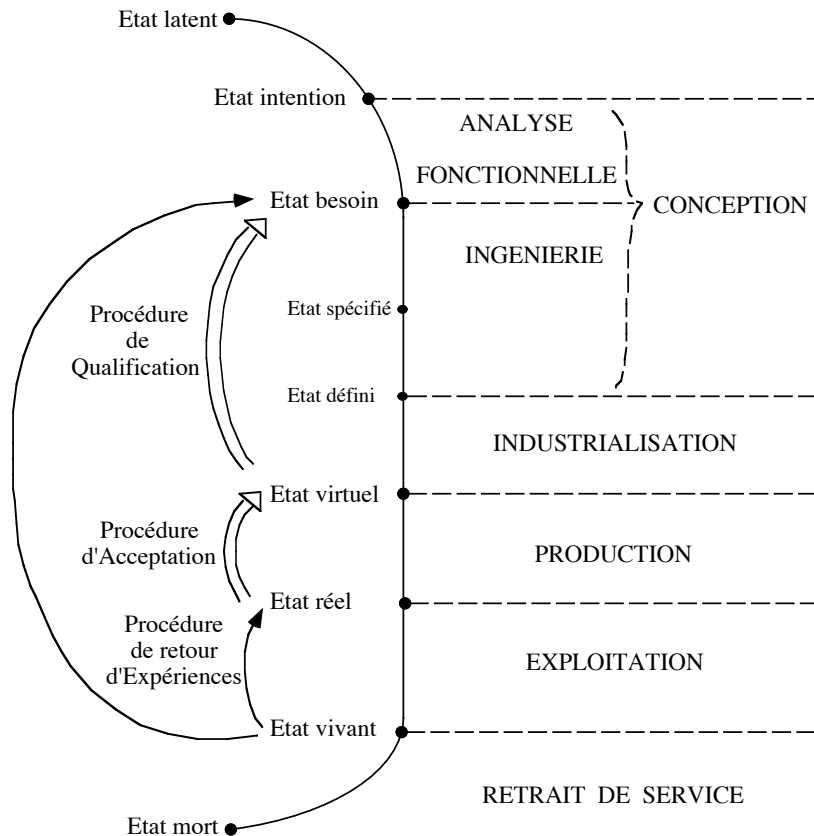 Etat latent
Etat intention
ANALYSE
FONCTIONNELLE
Etat besoin
CONCEPTION
INGENIERIE
Etat spécifié
Procédure
de
Qualification
Etat défini
INDUSTRIALISATION
Etat virtuel
Procédure
d'Acceptation
PRODUCTION
Etat réel
Procédure
de retour
d'Expériences
EXPLOITATION
Etat vivant
RETRAIT DE SERVICE
Etat mort